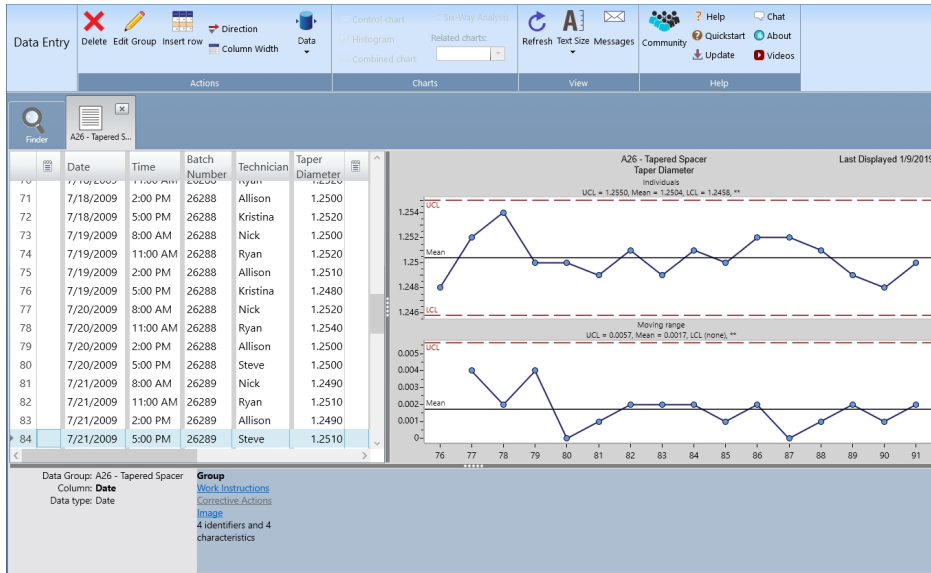 Data Entry
Delete Edit Group Insert row
Direction
Column Width
Data
Actions
Control chart
Histogram
Combined chart
Six-Way Analysis
Related charts:
Charts
Refresh Text Size Messages
View
Community
? Help
Quickstart
Update
Chat
About
Videos
Help
Finder
A26 - Tapered S...
Date Time Batch Number Technician Taper Diameter
70 7/18/2009 11:00 AM 26288 Ryan 1.2520
71 7/18/2009 2:00 PM 26288 Allison 1.2500
72 7/18/2009 5:00 PM 26288 Kristina 1.2520
73 7/19/2009 8:00 AM 26288 Nick 1.2500
74 7/19/2009 11:00 AM 26288 Ryan 1.2520
75 7/19/2009 2:00 PM 26288 Allison 1.2510
76 7/19/2009 5:00 PM 26288 Kristina 1.2480
77 7/20/2009 8:00 AM 26288 Nick 1.2520
78 7/20/2009 11:00 AM 26288 Ryan 1.2540
79 7/20/2009 2:00 PM 26288 Allison 1.2500
80 7/20/2009 5:00 PM 26288 Steve 1.2500
81 7/21/2009 8:00 AM 26289 Nick 1.2490
82 7/21/2009 11:00 AM 26289 Ryan 1.2510
83 7/21/2009 2:00 PM 26289 Allison 1.2490
84 7/21/2009 5:00 PM 26289 Steve 1.2510
A26 - Tapered Spacer
Last Displayed 1/9/2019
Taper Diameter
Individuals
UCL = 1.2550, Mean = 1.2504, LCL = 1.2458, **
UCL
1.254
1.252
Mean
1.25
1.248
1.246
LCL
Moving range
UCL = 0.0057, Mean = 0.0017, LCL (none), **
UCL
0.005
0.004
0.003
0.002
Mean
0.001
0
76 77 78 79 80 81 82 83 84 85 86 87 88 89 90 91
Data Group: A26 - Tapered Spacer
Column: Date
Data type: Date
Group
Work Instructions
Corrective Actions
Image
4 identifiers and 4
characteristics